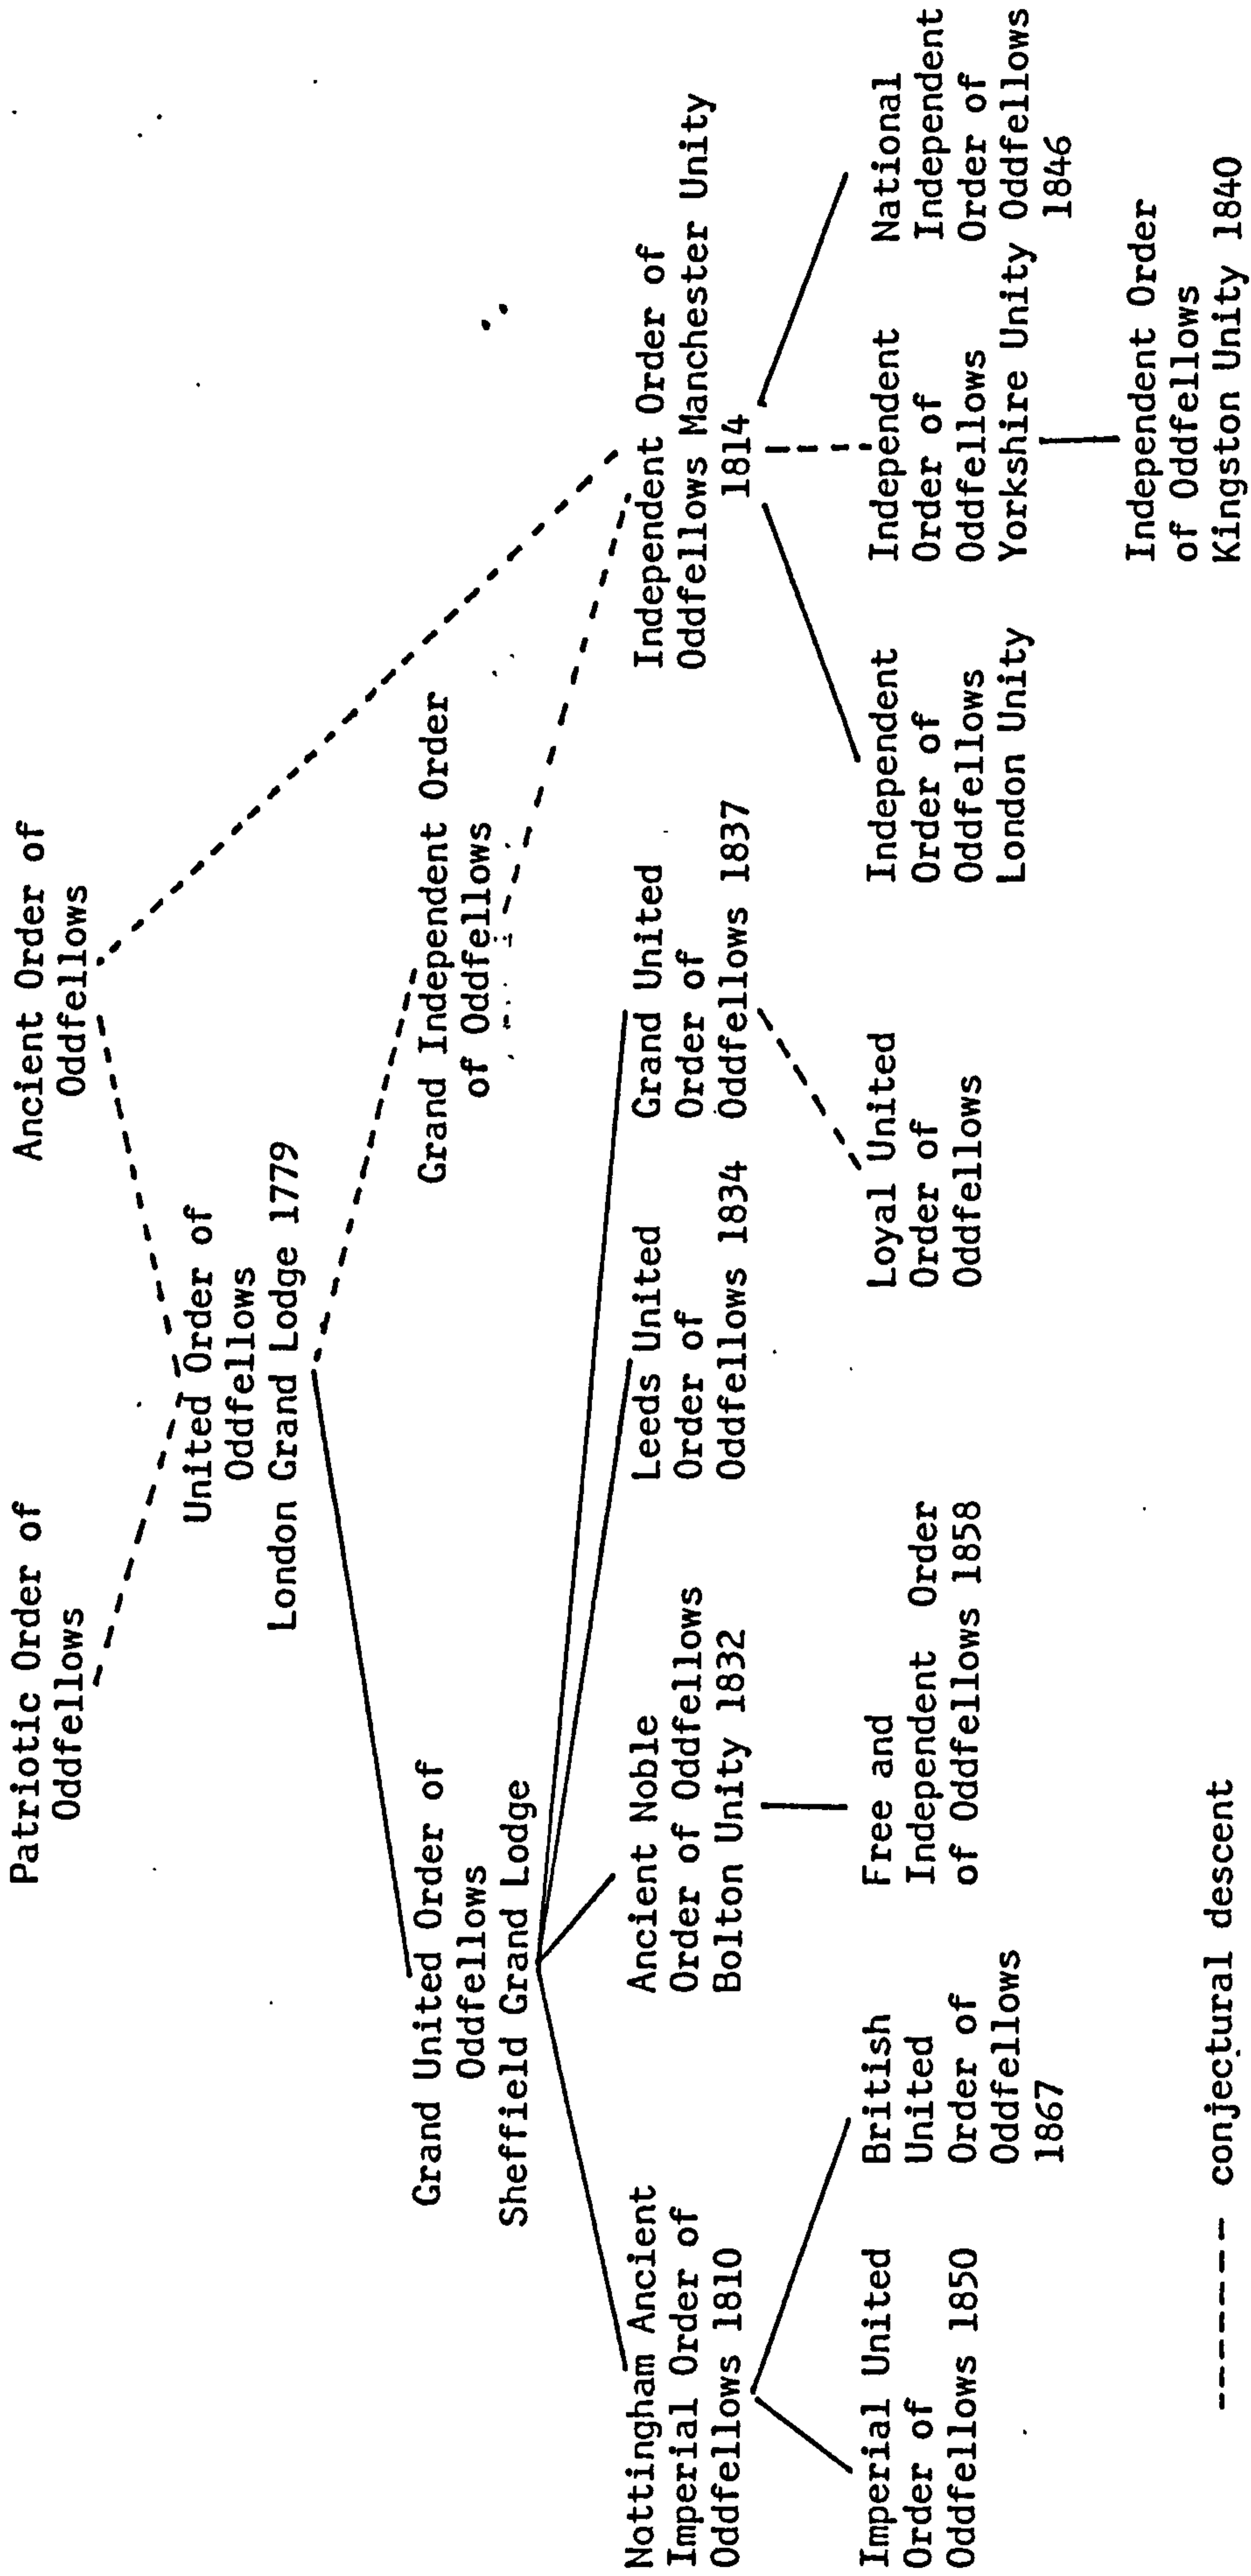 Patriotic Order of
Oddfellows
Ancient Order of
Oddfellows
United Order of
Oddfellows
London Grand Lodge 1779
Grand United Order of
Oddfellows
Sheffield Grand Lodge
Grand Independent Order
of Oddfellows
Nottingham Ancient
Imperial Order of
Oddfellows 1810
Ancient Noble
Order of Oddfellows
Bolton Unity 1832
Leeds United
Order of
Oddfellows 1834
Grand United
Order of
Oddfellows 1837
Independent Order of
Oddfellows Manchester Unity
1814
Imperial United
Order of
Oddfellows 1850
British
United
Order of
Oddfellows
1867
Free and
Independent Order
of Oddfellows 1858
Loyal United
Order of
Oddfellows
Independent
Order of
Oddfellows
London Unity
Independent
Order of
Oddfellows
Yorkshire Unity
National
Independent
Order of
Oddfellows
1846
Independent Order
of Oddfellows
Kingston Unity 1840
------- conjectural descent